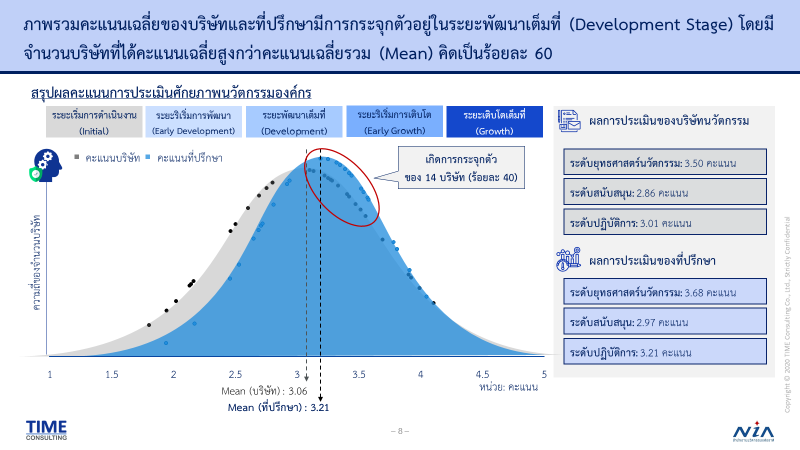 ภาพรวมคะแนนเฉลี่ยของบริษัทและที่ปรึกษามีการกระจุกตัวอยู่ในระยะพัฒนาเต็มที่ (Development Stage) โดยมี
จำนวนบริษัทที่ได้คะแนนเฉลี่ยสูงกว่าคะแนนเฉลี่ยรวม (Mean) คิดเป็นร้อยละ 60
สรุปผลคะแนนการประเมินศักยภาพนวัตกรรมองค์กร
ระยะเริ่มการดำเนินงาน
(Initial)
ระยะริเริ่มการพัฒนา
(Early Development)
ระยะพัฒนาเต็มที่
(Development)
ระยะริเริ่มการเติบโต
(Early Growth)
ระยะเติบโตเต็มที่
(Growth)
คะแนนบริษัท
คะแนนที่ปรึกษา
เกิดการกระจุกตัว
ของ 14 บริษัท (ร้อยละ 40)
ความถี่ของจำนวนบริษัท
1 1.5 2 2.5 3 3.5 4 4.5 5
หน่วย: คะแนน
Mean (บริษัท) : 3.06
Mean (ที่ปรึกษา) : 3.21
ผลการประเมินของบริษัทนวัตกรรม
ระดับยุทธศาสตร์นวัตกรรม: 3.50 คะแนน
ระดับสนับสนุน: 2.86 คะแนน
ระดับปฏิบัติการ: 3.01 คะแนน
ผลการประเมินของที่ปรึกษา
ระดับยุทธศาสตร์นวัตกรรม: 3.68 คะแนน
ระดับสนับสนุน: 2.97 คะแนน
ระดับปฏิบัติการ: 3.21 คะแนน
Copyright © 2020 TIME Consulting Co., Ltd., Strictly Confidential
TIME
CONSULTING
– 8 –
NIA